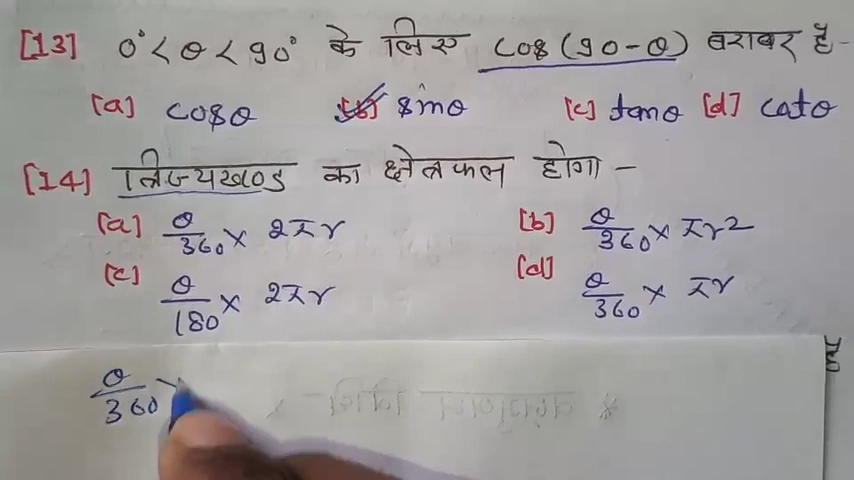 [13] 0°<θ<90° के लिए cos(90-θ) बराबर है-
[a] cosθ [b] sinθ [c] tanθ [d] cotθ
[14] त्रिज्यखण्ड का क्षेत्रफल होगा -
[a] θ/360 × 2πr [b] θ/360 × πr²
[c] θ/180 × 2πr [d] θ/360 × πr
θ/360 ×